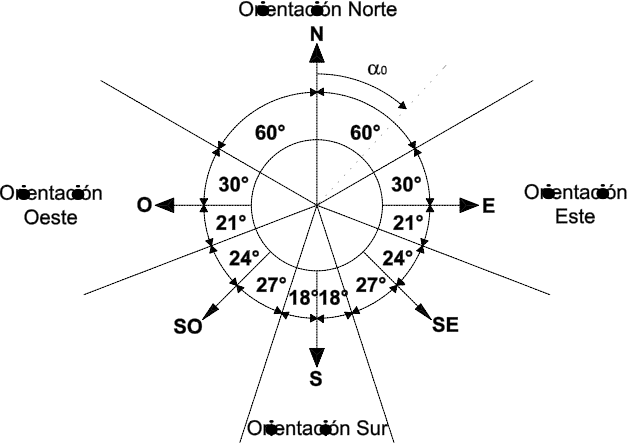 Orientación Norte
N
α0
60° 60°
30° 30°
Orientación
Oeste
O
E
Orientación
Este
21° 21°
24° 24°
27° 18° 18° 27°
SO
SE
S
Orientación Sur